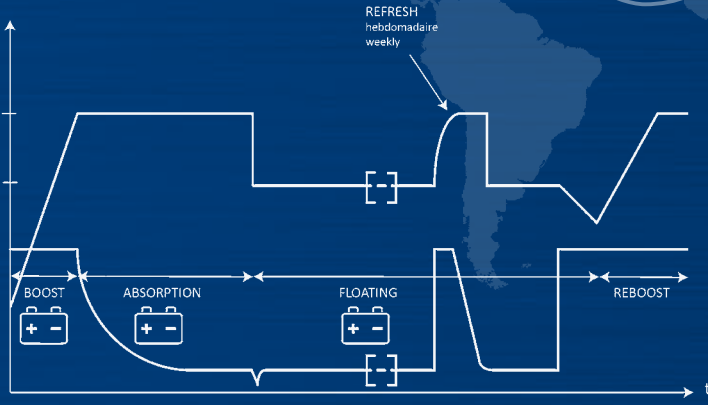 REFRESH
hebdomadaire
weekly
BOOST
ABSORPTION
FLOATING
REBOOST
t